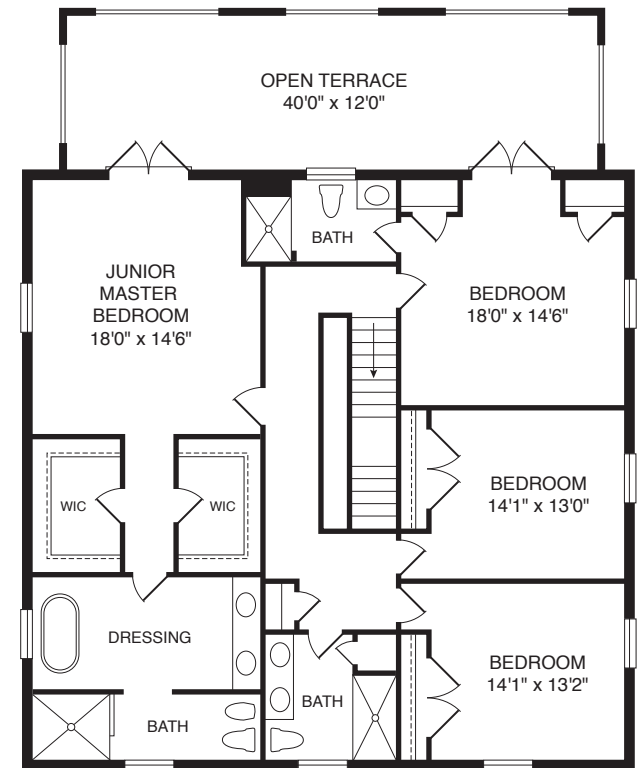 OPEN TERRACE
40'0" x 12'0"
BATH
JUNIOR
MASTER
BEDROOM
18'0" x 14'6"
BEDROOM
18'0" x 14'6"
WIC
WIC
BEDROOM
14'1" x 13'0"
DRESSING
BATH
BATH
BEDROOM
14'1" x 13'2"